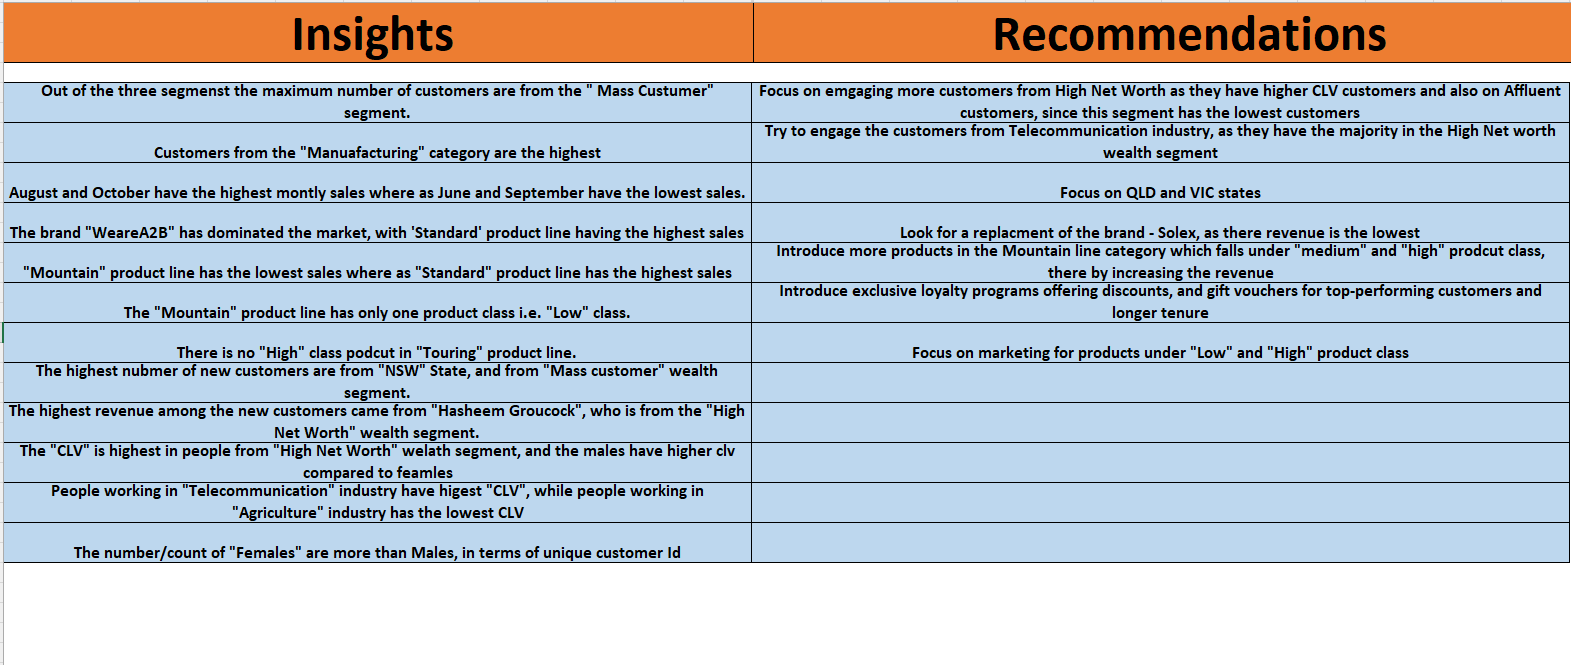 Insights
Recommendations
Out of the three segmenst the maximum number of customers are from the " Mass Custumer"
segment.
Focus on emgaging more customers from High Net Worth as they have higher CLV customers and also on Affluent
customers, since this segment has the lowest customers
Customers from the "Manuafacturing" category are the highest
Try to engage the customers from Telecommunication industry, as they have the majority in the High Net worth
wealth segment
August and October have the highest montly sales where as June and September have the lowest sales.
Focus on QLD and VIC states
The brand "WeareA2B" has dominated the market, with 'Standard' product line having the highest sales
Look for a replacment of the brand - Solex, as there revenue is the lowest
"Mountain" product line has the lowest sales where as "Standard" product line has the highest sales
Introduce more products in the Mountain line category which falls under "medium" and "high" prodcut class,
there by increasing the revenue
The "Mountain" product line has only one product class i.e. "Low" class.
Introduce exclusive loyalty programs offering discounts, and gift vouchers for top-performing customers and
longer tenure
There is no "High" class podcut in "Touring" product line.
Focus on marketing for products under "Low" and "High" product class
The highest nubmer of new customers are from "NSW" State, and from "Mass customer" wealth
segment.
The highest revenue among the new customers came from "Hasheem Groucock", who is from the "High
Net Worth" wealth segment.
The "CLV" is highest in people from "High Net Worth" welath segment, and the males have higher clv
compared to feamles
People working in "Telecommunication" industry have higest "CLV", while people working in
"Agriculture" industry has the lowest CLV
The number/count of "Females" are more than Males, in terms of unique customer Id